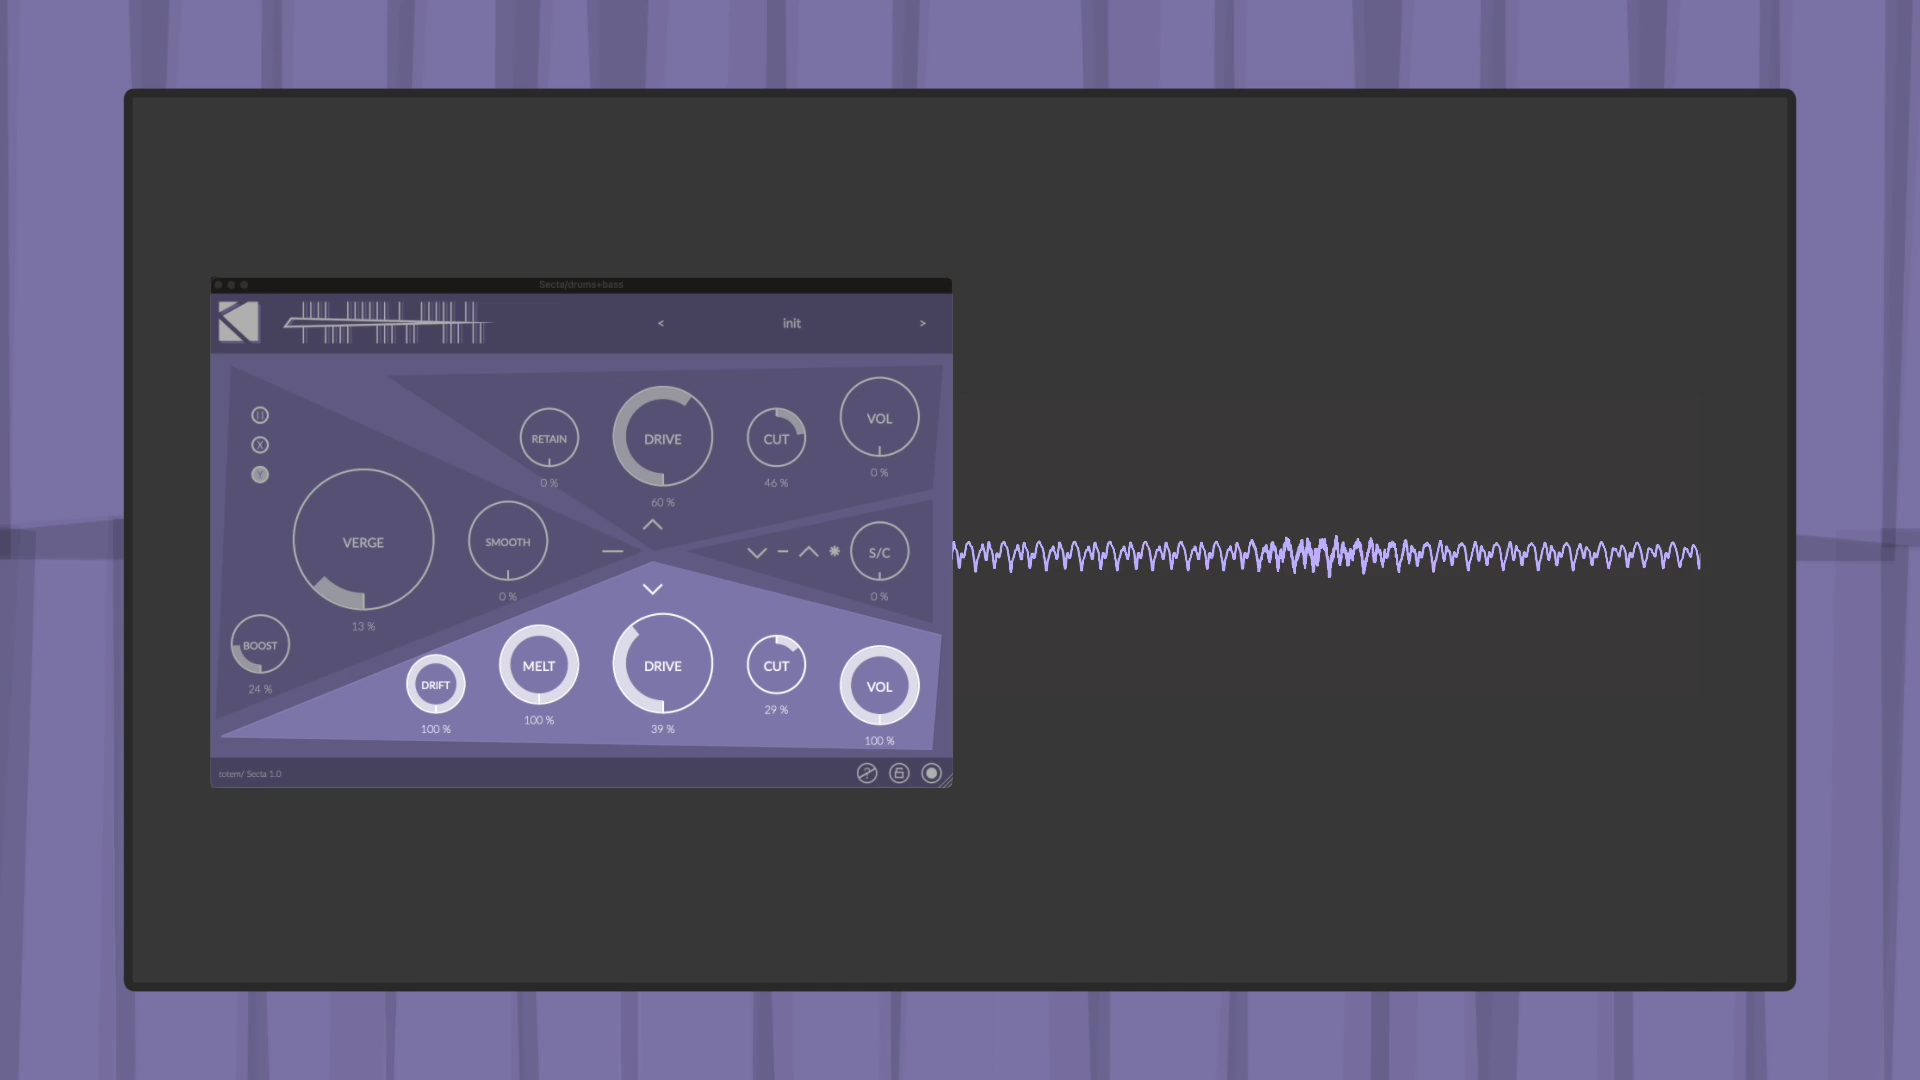 Secta/drums+bass
<
init
>
RETAIN
0 %
DRIVE
60 %
CUT
46 %
VOL
0 %
X
Y
VERGE
13 %
SMOOTH
0 %
S/C
0 %
BOOST
24 %
DRIFT
100 %
MELT
100 %
DRIVE
39 %
CUT
29 %
VOL
100 %
totem/ Secta 1.0
?